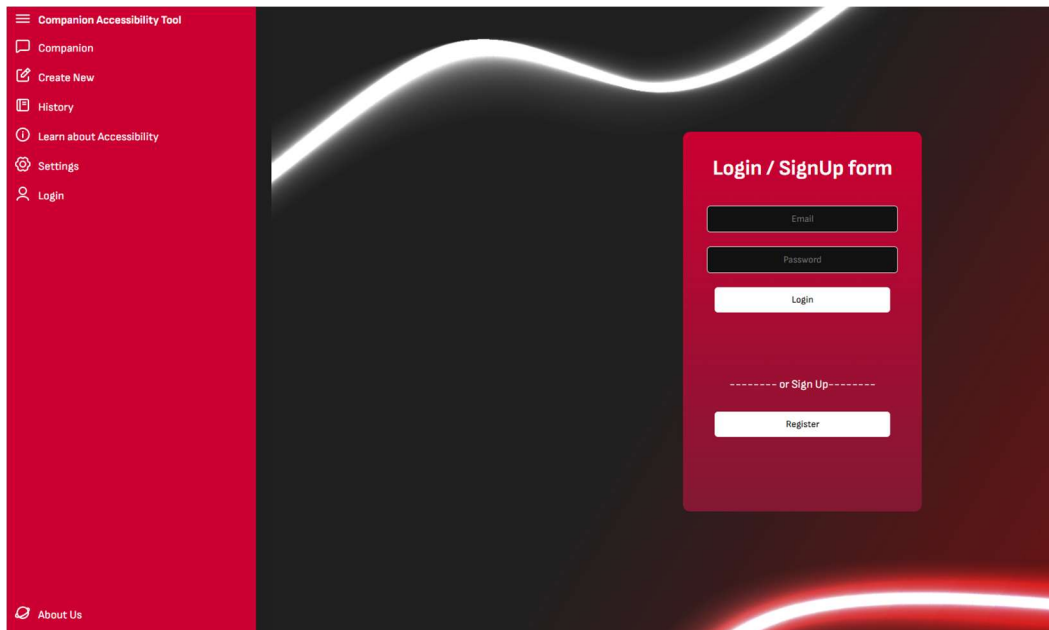 Companion Accessibility Tool
Companion
Create New
History
Learn about Accessibility
Settings
Login
About Us
Login / SignUp form
Email
Password
Login
-------- or Sign Up--------
Register